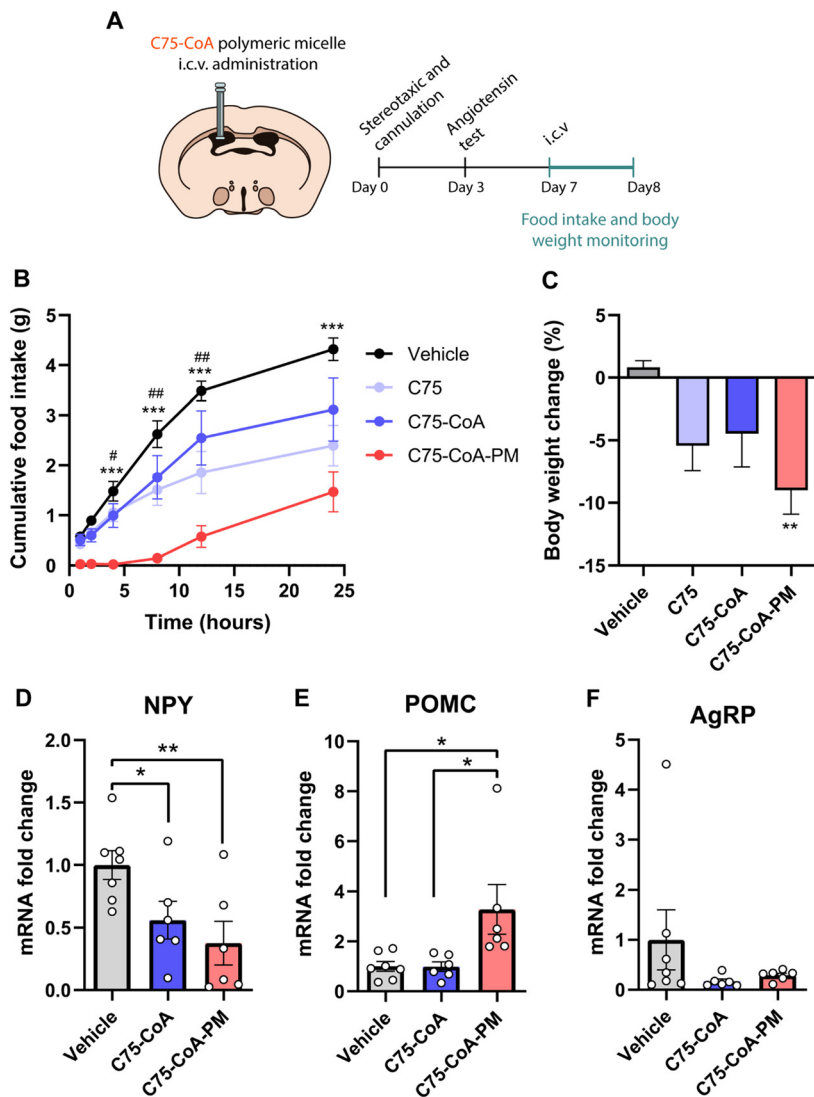 A
C75-CoA polymeric micelle
i.c.v. administration
Stereotaxic and
cannulation
Angiotensin
test
i.c.v
Day 0
Day 3
Day 7
Day8
Food intake and body
weight monitoring
B
Cumulative food intake (g)
5
4
3
2
1
0
0
5
10
15
20
25
Time (hours)
#
***
##
***
##
***
***
Vehicle
C75
C75-CoA
C75-CoA-PM
C
Body weight change (%)
5
0
-5
-10
-15
**
Vehicle
C75
C75-CoA
C75-CoA-PM
D
NPY
mRNA fold change
2.0
1.5
1.0
0.5
0.0
**
*
Vehicle
C75-CoA
C75-CoA-PM
E
POMC
mRNA fold change
10
8
6
4
2
0
*
*
Vehicle
C75-CoA
C75-CoA-PM
F
AgRP
mRNA fold change
5
4
3
2
1
0
Vehicle
C75-CoA
C75-CoA-PM